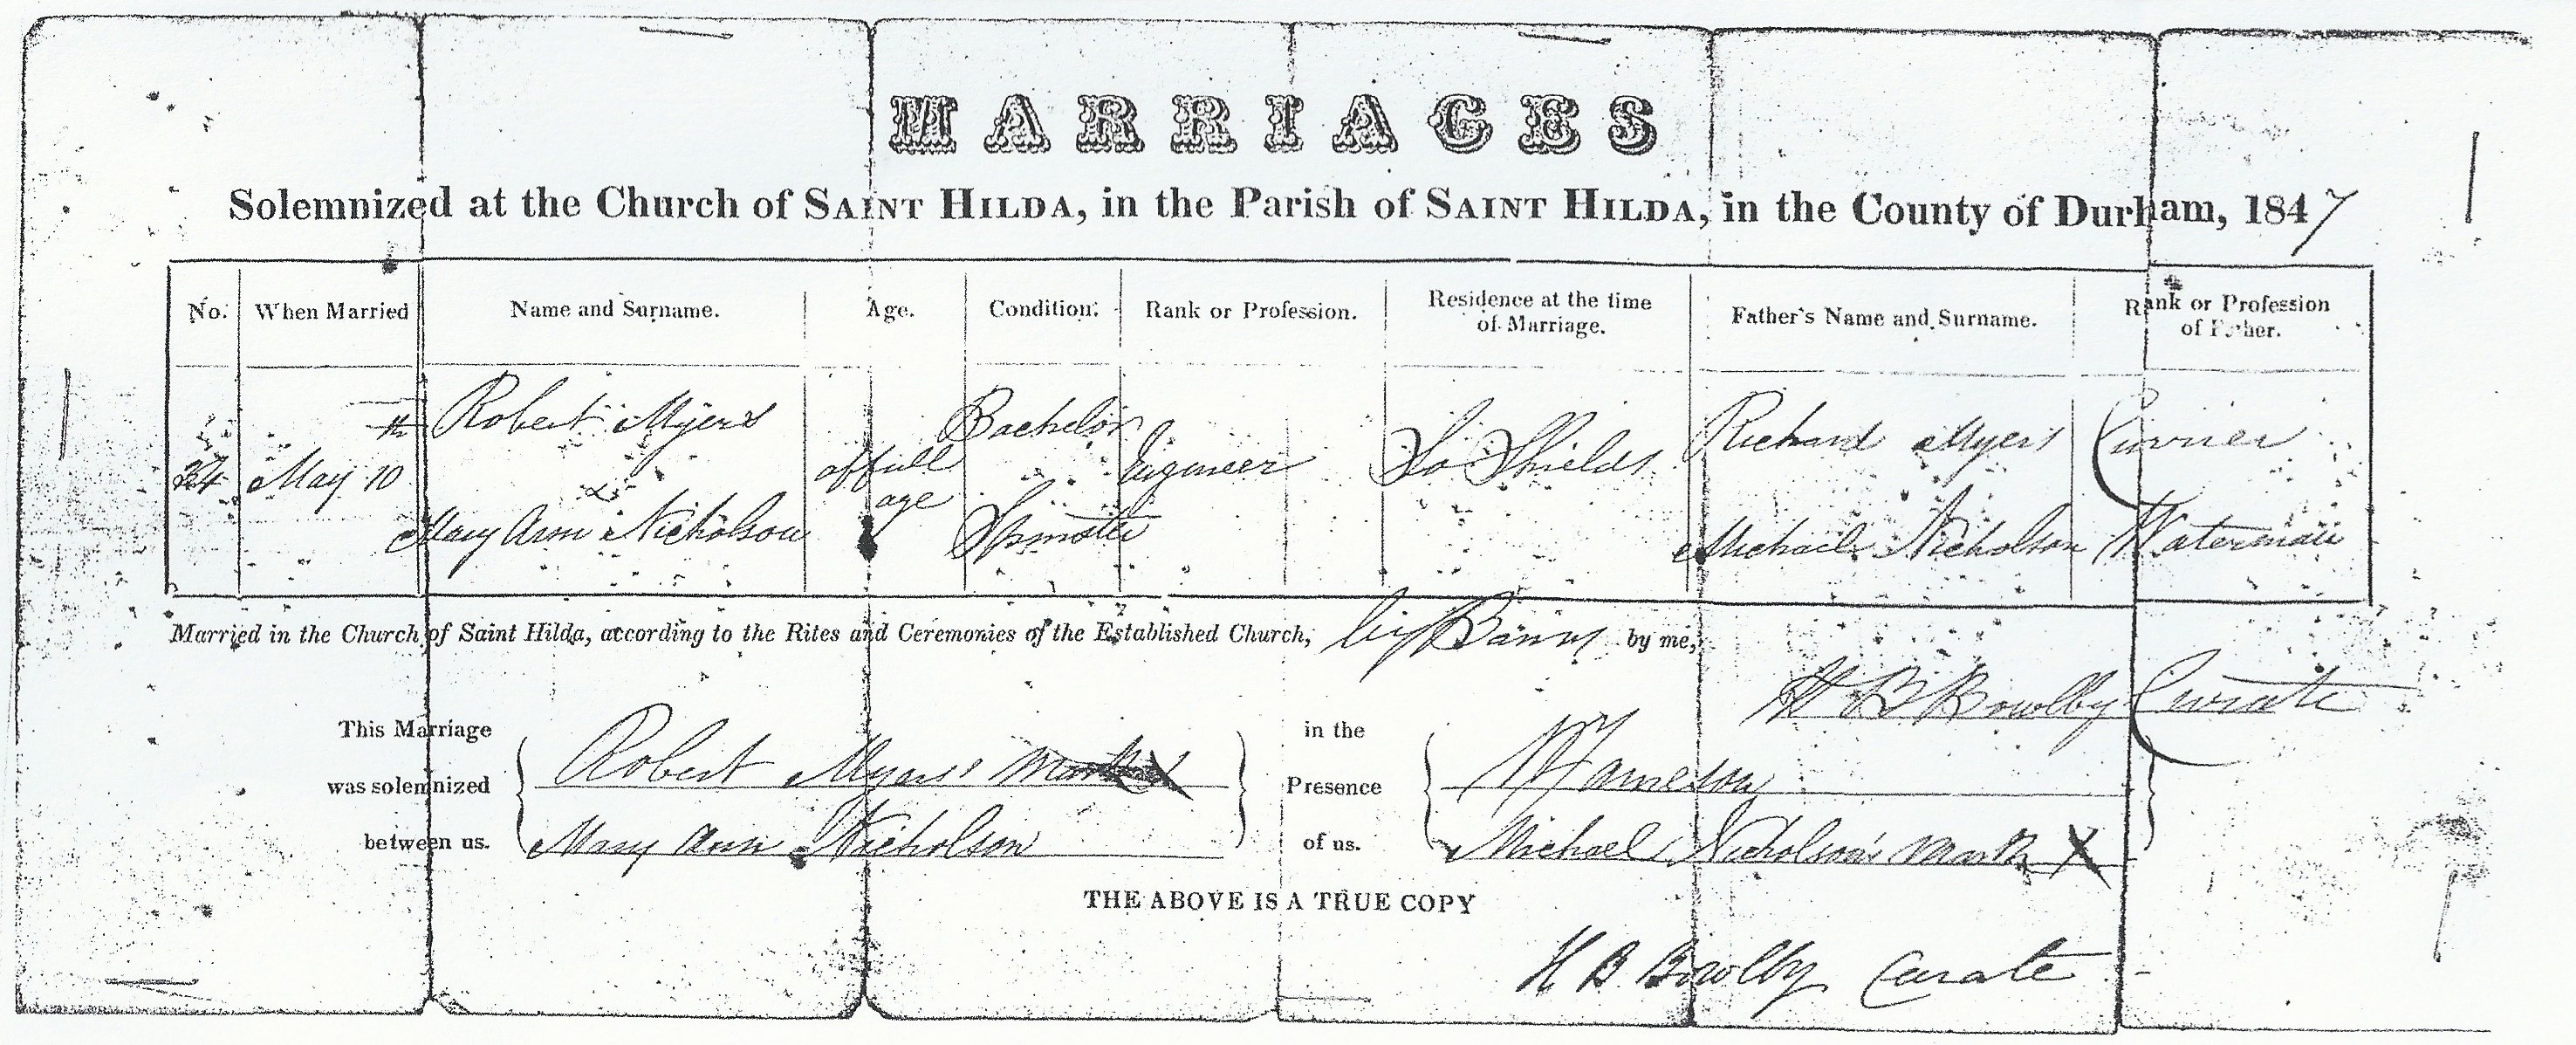 MARRIAGES
Solemnized at the Church of SAINT HILDA, in the Parish of SAINT HILDA, in the County of Durham, 1847
No. When Married Name and Surname. Age. Condition. Rank or Profession. Residence at the time of Marriage. Father's Name and Surname. Rank or Profession of Father.
th Robert Myers Bachelor Richard Myers Currier
May 10 & of full age Engineer So Shields
Mary Ann Nicholson Spinster Michael Nicholson Waterman
Married in the Church of Saint Hilda, according to the Rites and Ceremonies of the Established Church, by Banns by me,
H B Bowlby Curate
This Marriage was solemnized between us.
Robert Myers
Mary Ann Nicholson
in the Presence of us.
Jameson
Michael Nicholson's Mark X
THE ABOVE IS A TRUE COPY
H B Bowlby Curate